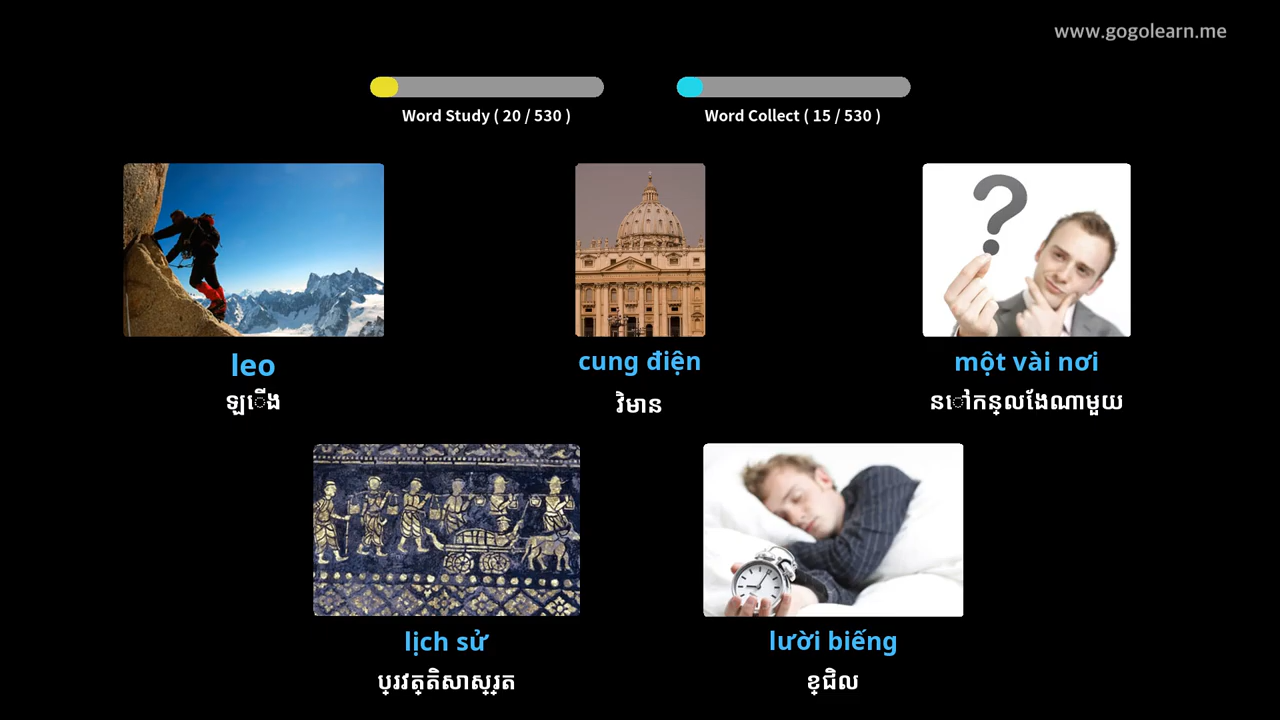 www.gogolearn.me
Word Study ( 20 / 530 )
Word Collect ( 15 / 530 )
leo
ឡើង
cung điện
វិមាន
một vài nơi
នៅកន្លងែណាមួយ
lịch sử
ប្រវត្តិសាស្រ្ត
lười biếng
ខ្ជិល